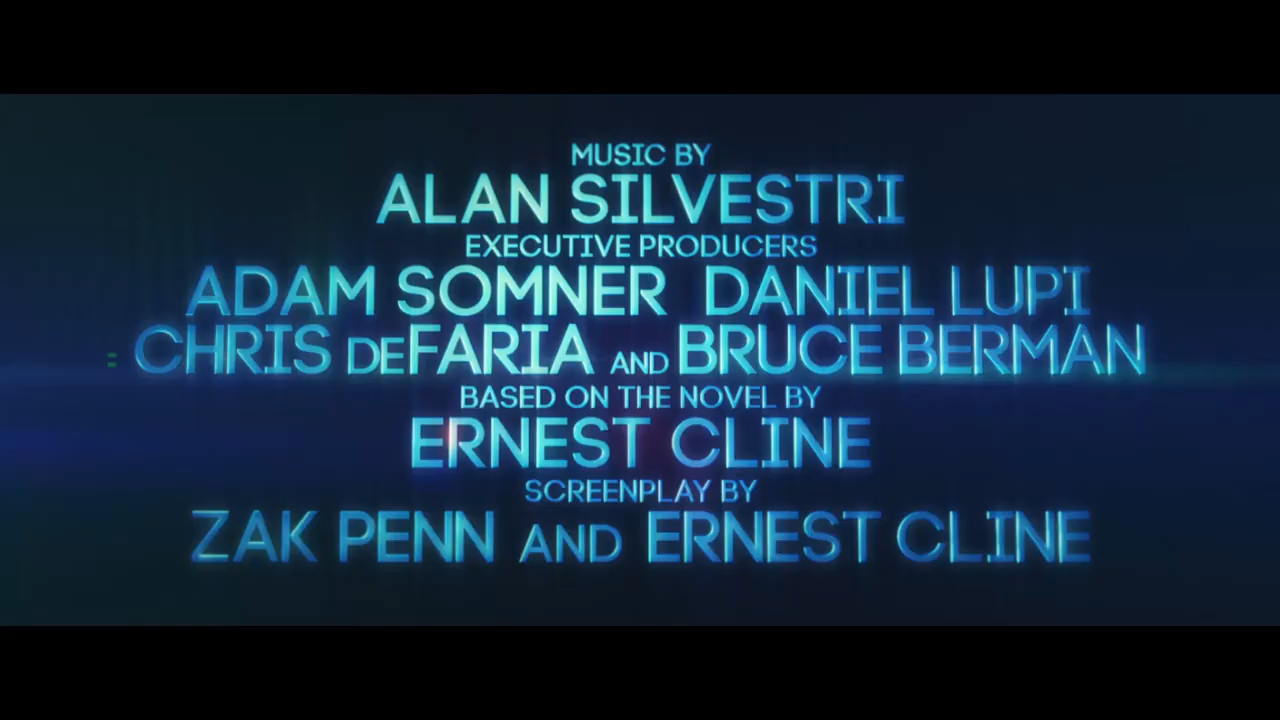 MUSIC BY
ALAN SILVESTRI
EXECUTIVE PRODUCERS
ADAM SOMNER DANIEL LUPI
CHRIS DEFARIA AND BRUCE BERMAN
BASED ON THE NOVEL BY
ERNEST CLINE
SCREENPLAY BY
ZAK PENN AND ERNEST CLINE